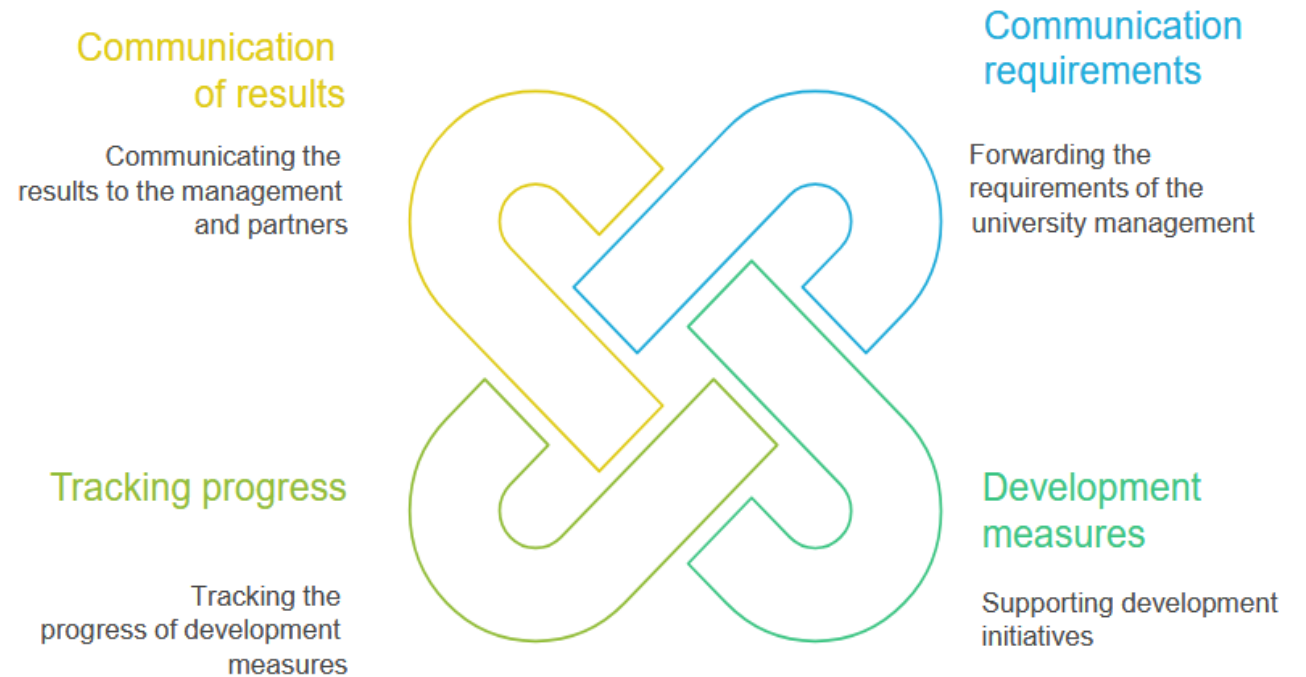 Communication
of results
Communicating the
results to the management
and partners
Communication
requirements
Forwarding the
requirements of the
university management
Tracking progress
Tracking the
progress of development
measures
Development
measures
Supporting development
initiatives